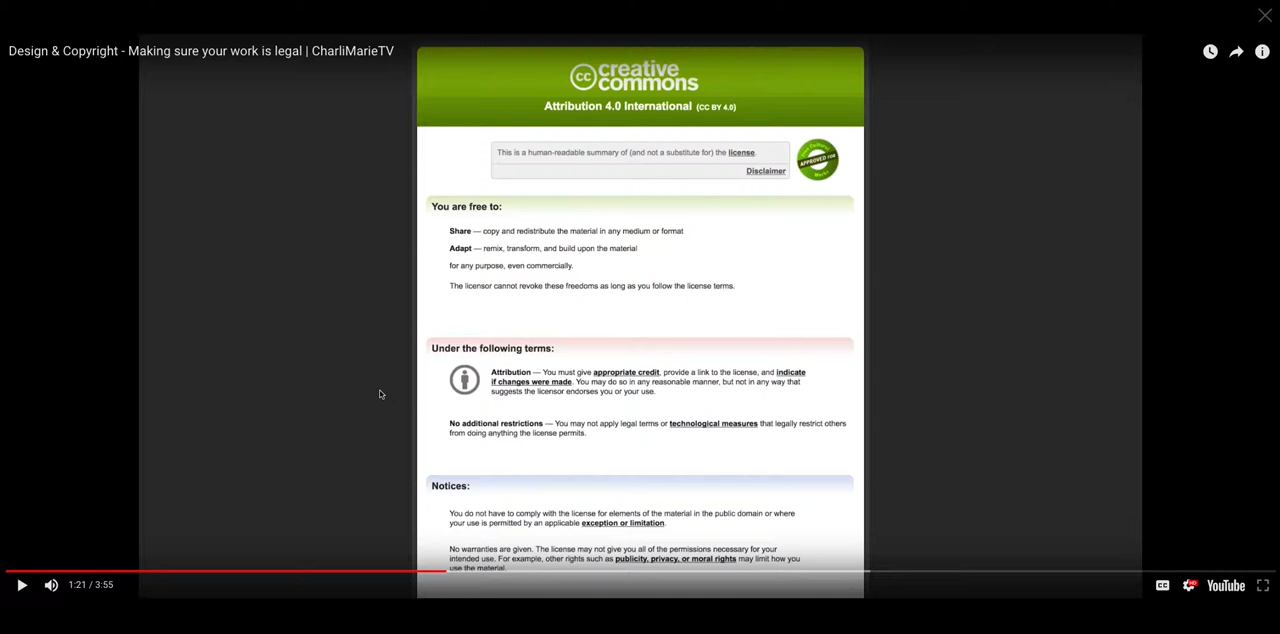 Design & Copyright - Making sure your work is legal | CharliMarieTV
cc creative
commons
Attribution 4.0 International (CC BY 4.0)
This is a human-readable summary of (and not a substitute for) the license.
Disclaimer
APPROVED FOR
Works
You are free to:
Share — copy and redistribute the material in any medium or format
Adapt — remix, transform, and build upon the material
for any purpose, even commercially.
The licensor cannot revoke these freedoms as long as you follow the license terms.
Under the following terms:
Attribution — You must give appropriate credit, provide a link to the license, and indicate
if changes were made. You may do so in any reasonable manner, but not in any way that
suggests the licensor endorses you or your use.
No additional restrictions — You may not apply legal terms or technological measures that legally restrict others
from doing anything the license permits.
Notices:
You do not have to comply with the license for elements of the material in the public domain or where
your use is permitted by an applicable exception or limitation.
No warranties are given. The license may not give you all of the permissions necessary for your
intended use. For example, other rights such as publicity, privacy, or moral rights may limit how you
use the material.
1:21 / 3:55
CC
HD
YouTube